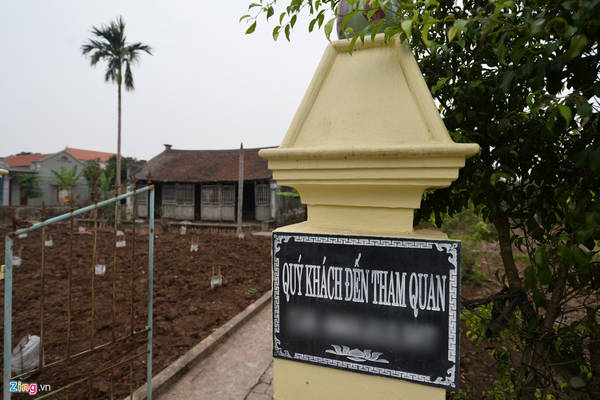 QUÝ KHÁCH ĐẾN THAM QUAN
Zing.vn